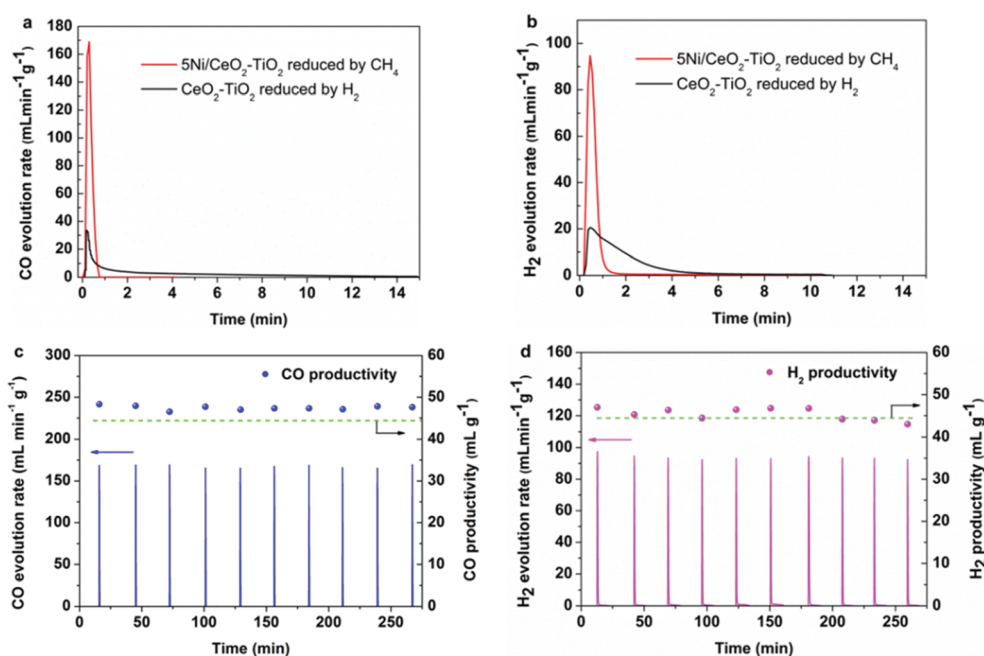 a
CO evolution rate (mLmin⁻¹g⁻¹)
180
160
140
120
100
80
60
40
20
0
5Ni/CeO₂-TiO₂ reduced by CH₄
CeO₂-TiO₂ reduced by H₂
0 2 4 6 8 10 12 14
Time (min)
b
H₂ evolution rate (mLmin⁻¹g⁻¹)
100
80
60
40
20
0
5Ni/CeO₂-TiO₂ reduced by CH₄
CeO₂-TiO₂ reduced by H₂
0 2 4 6 8 10 12 14
Time (min)
c
CO evolution rate (mL min⁻¹ g⁻¹)
300
250
200
150
100
50
0
CO productivity
60
50
40
30
20
10
0
CO productivity (mL g⁻¹)
0 50 100 150 200 250
Time (min)
d
H₂ evolution rate (mLmin⁻¹g⁻¹)
160
140
120
100
80
60
40
20
0
H₂ productivity
60
50
40
30
20
10
0
H₂ productivity (mL g⁻¹)
0 50 100 150 200 250
Time (min)